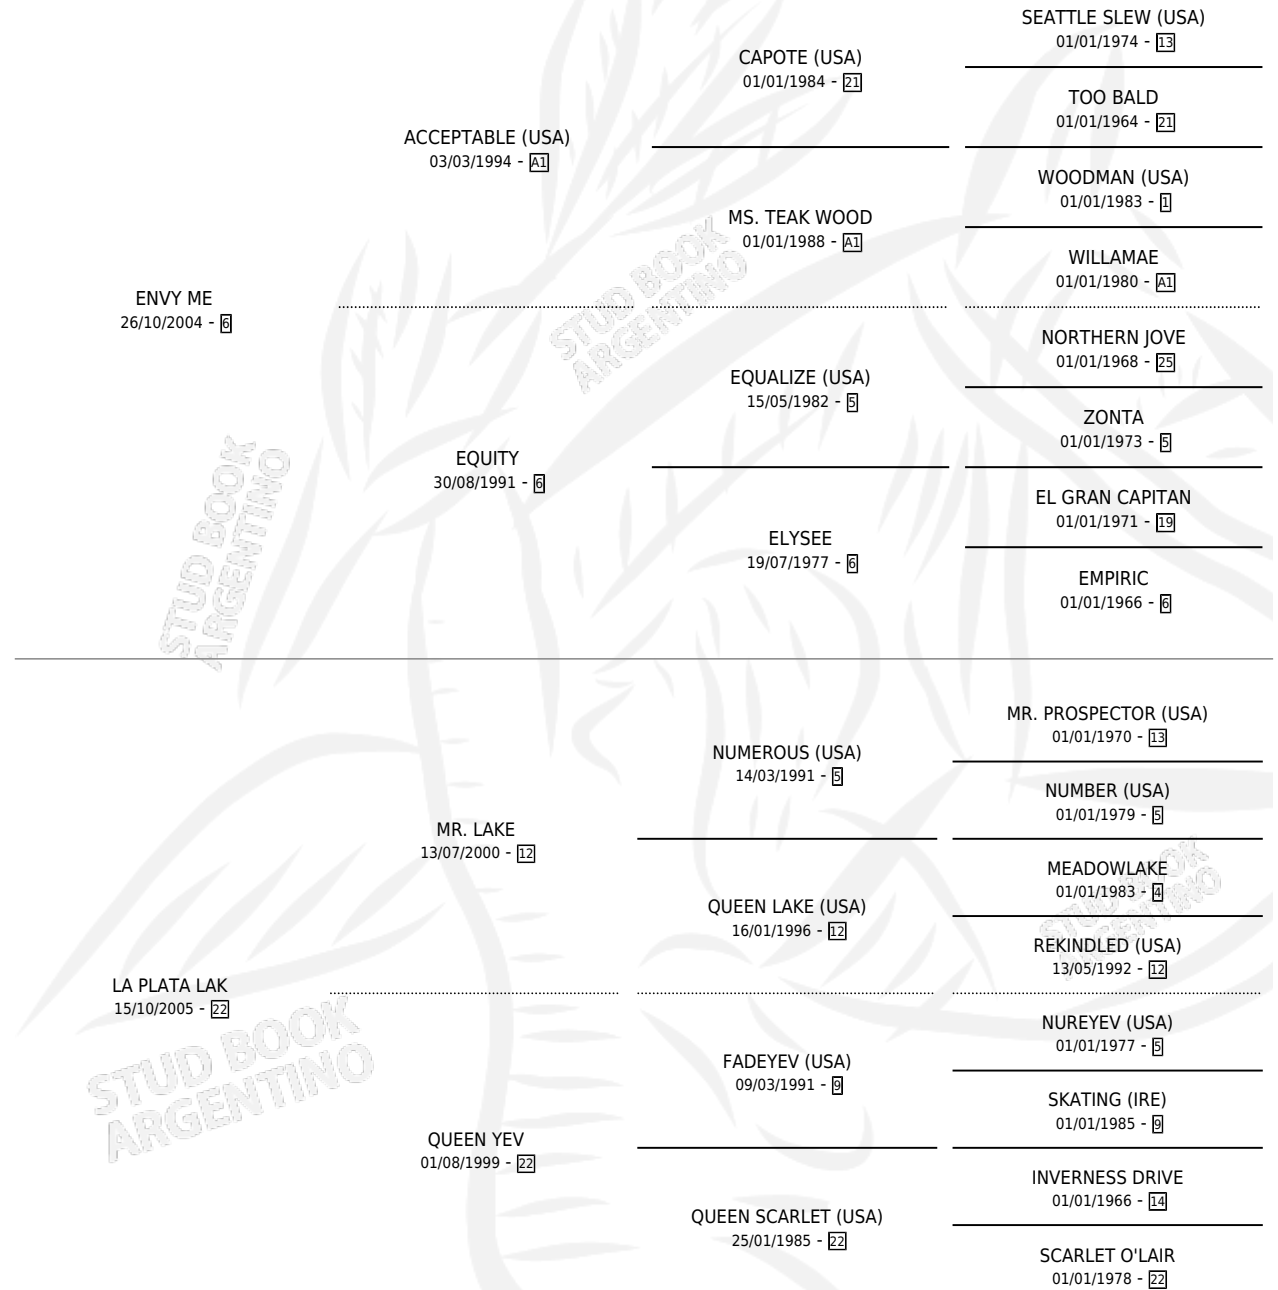 SEATTLE SLEW (USA)
01/01/1974 - 13
CAPOTE (USA)
01/01/1984 - 21
TOO BALD
01/01/1964 - 21
ACCEPTABLE (USA)
03/03/1994 - A1
WOODMAN (USA)
01/01/1983 - 1
MS. TEAK WOOD
01/01/1988 - A1
WILLAMAE
01/01/1980 - A1
ENVY ME
26/10/2004 - 6
NORTHERN JOVE
01/01/1968 - 25
EQUALIZE (USA)
15/05/1982 - 5
ZONTA
01/01/1973 - 5
EQUITY
30/08/1991 - 6
EL GRAN CAPITAN
01/01/1971 - 19
ELYSEE
19/07/1977 - 6
EMPIRIC
01/01/1966 - 6
MR. PROSPECTOR (USA)
01/01/1970 - 13
NUMEROUS (USA)
14/03/1991 - 5
NUMBER (USA)
01/01/1979 - 5
MR. LAKE
13/07/2000 - 12
MEADOWLAKE
01/01/1983 - 4
QUEEN LAKE (USA)
16/01/1996 - 12
REKINDLED (USA)
13/05/1992 - 12
LA PLATA LAK
15/10/2005 - 22
NUREYEV (USA)
01/01/1977 - 5
FADEYEV (USA)
09/03/1991 - 9
SKATING (IRE)
01/01/1985 - 9
QUEEN YEV
01/08/1999 - 22
INVERNESS DRIVE
01/01/1966 - 14
QUEEN SCARLET (USA)
25/01/1985 - 22
SCARLET O'LAIR
01/01/1978 - 22
STUD BOOK
ARGENTINO
STUD BOOK
ARGENTINO
STUD BOOK
ARGENTINO
STUD BOOK
ARGENTINO